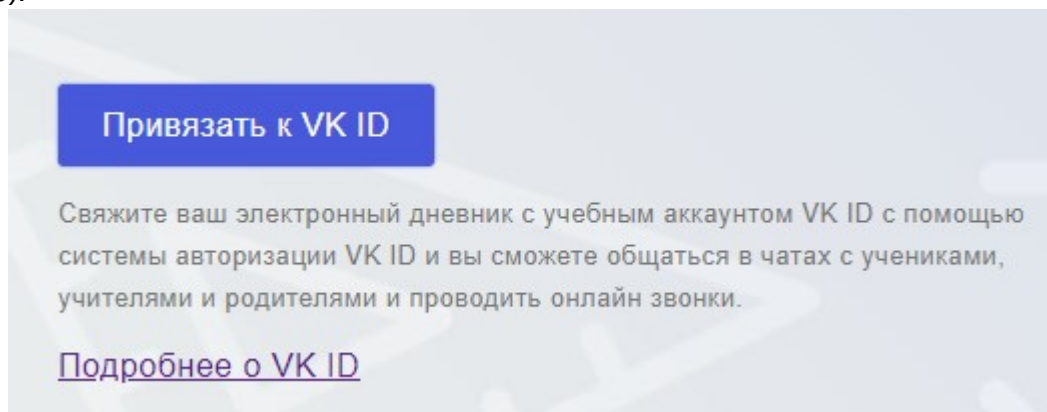 Привязать к VK ID
Свяжите ваш электронный дневник с учебным аккаунтом VK ID с помощью
системы авторизации VK ID и вы сможете общаться в чатах с учениками,
учителями и родителями и проводить онлайн звонки.
Подробнее о VK ID